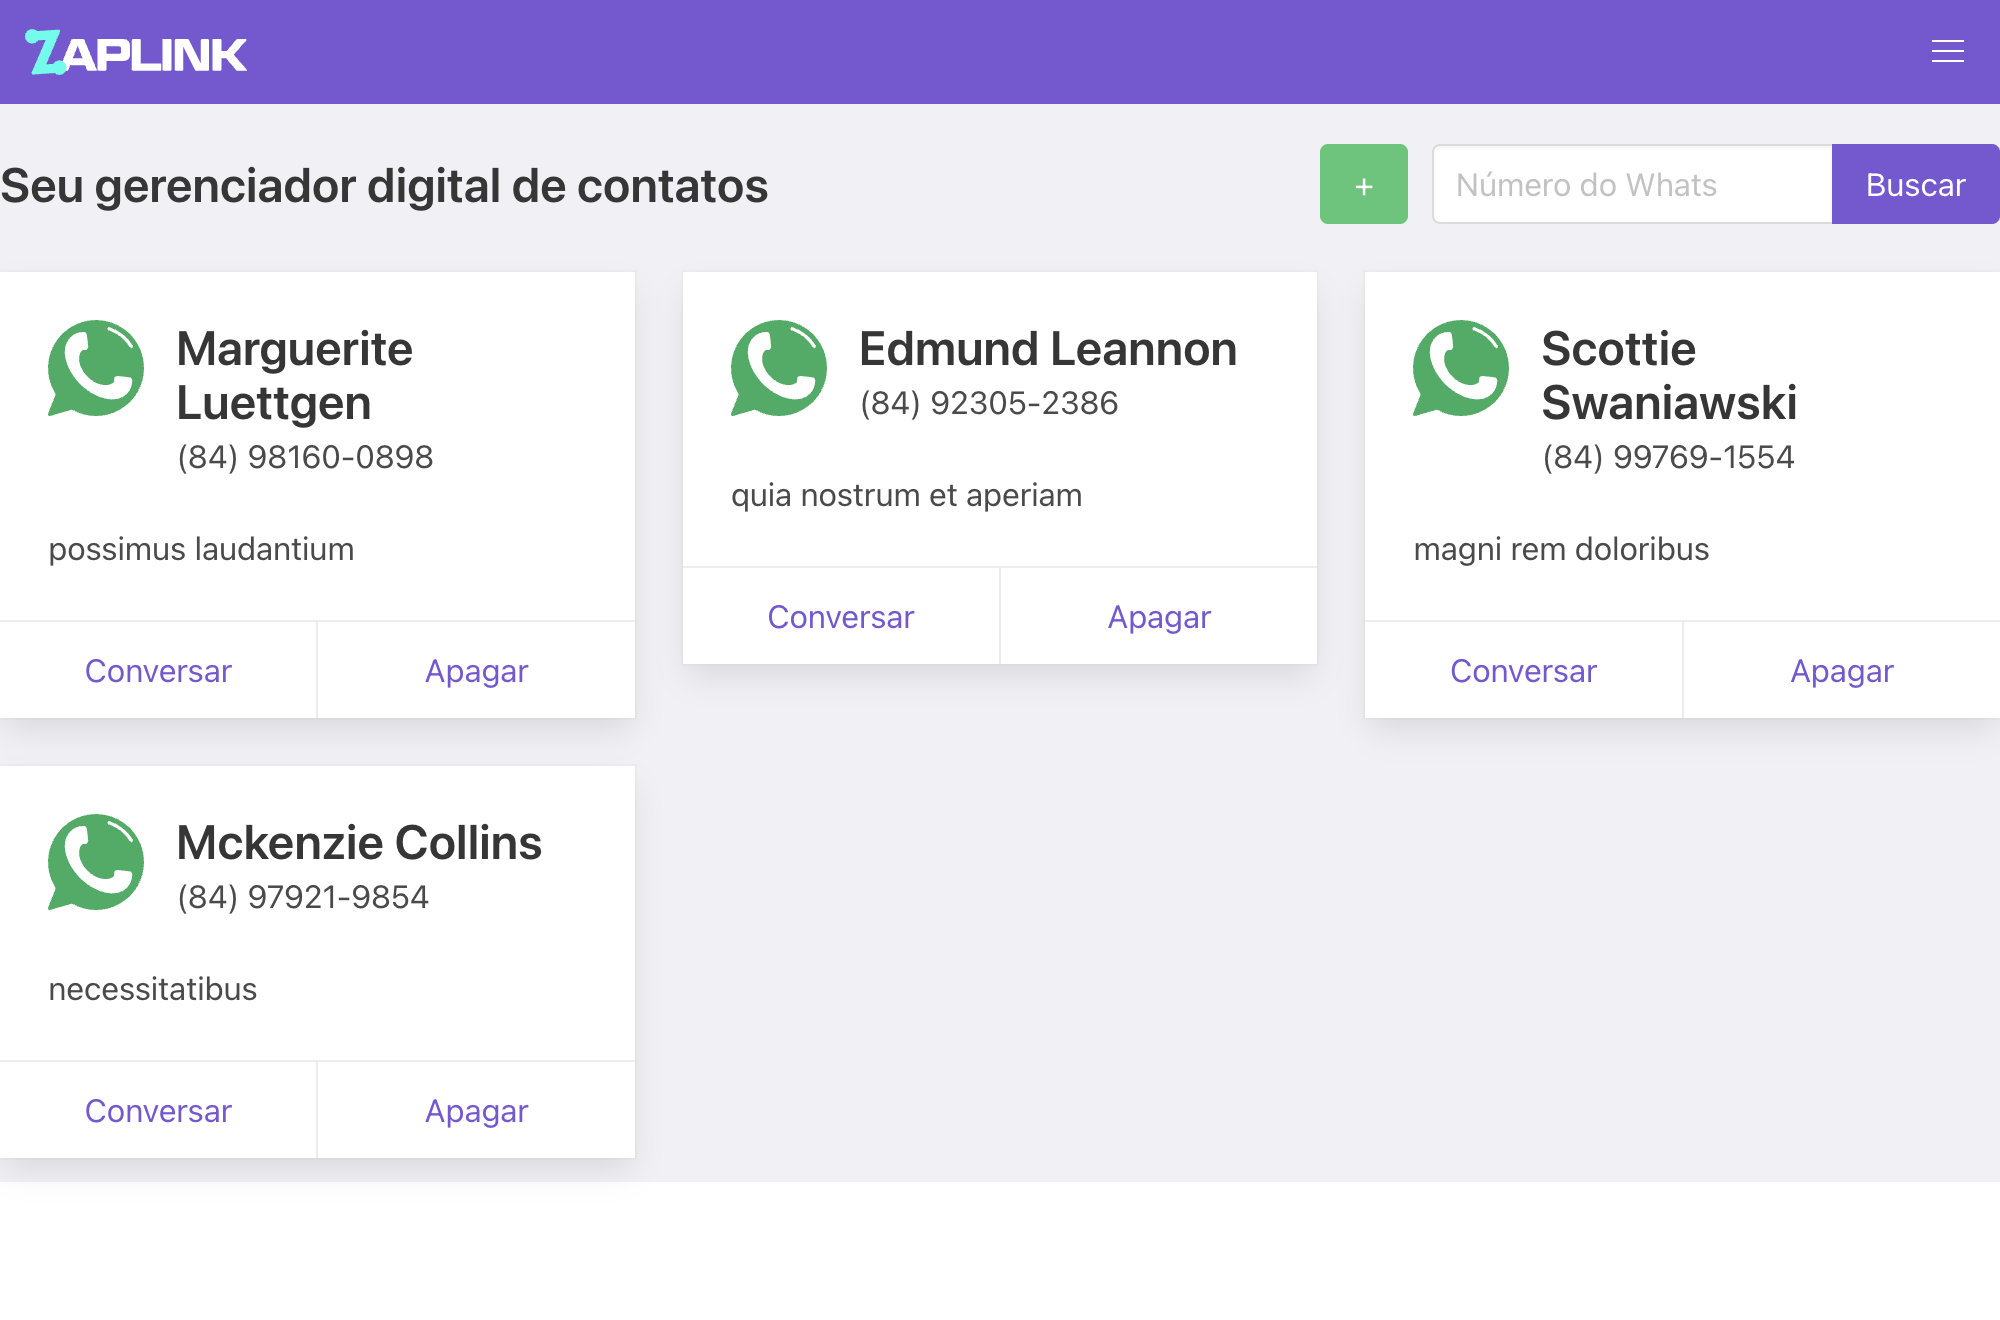 ZAPLINK
Seu gerenciador digital de contatos
+
Número do Whats
Buscar
Marguerite
Luettgen
(84) 98160-0898
possimus laudantium
Conversar
Apagar
Edmund Leannon
(84) 92305-2386
quia nostrum et aperiam
Conversar
Apagar
Scottie
Swaniawski
(84) 99769-1554
magni rem doloribus
Conversar
Apagar
Mckenzie Collins
(84) 97921-9854
necessitatibus
Conversar
Apagar